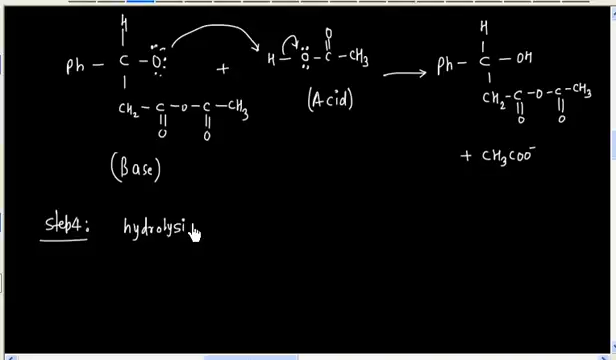 H
Ph – C – O:⁻
CH₂ – C – O – C – CH₃
O O
(Base)
+
O
H – O – C – CH₃
(Acid)
H
Ph – C – OH
CH₂ – C – O – C – CH₃
O O
+ CH₃COO⁻
Step4: hydrolysi